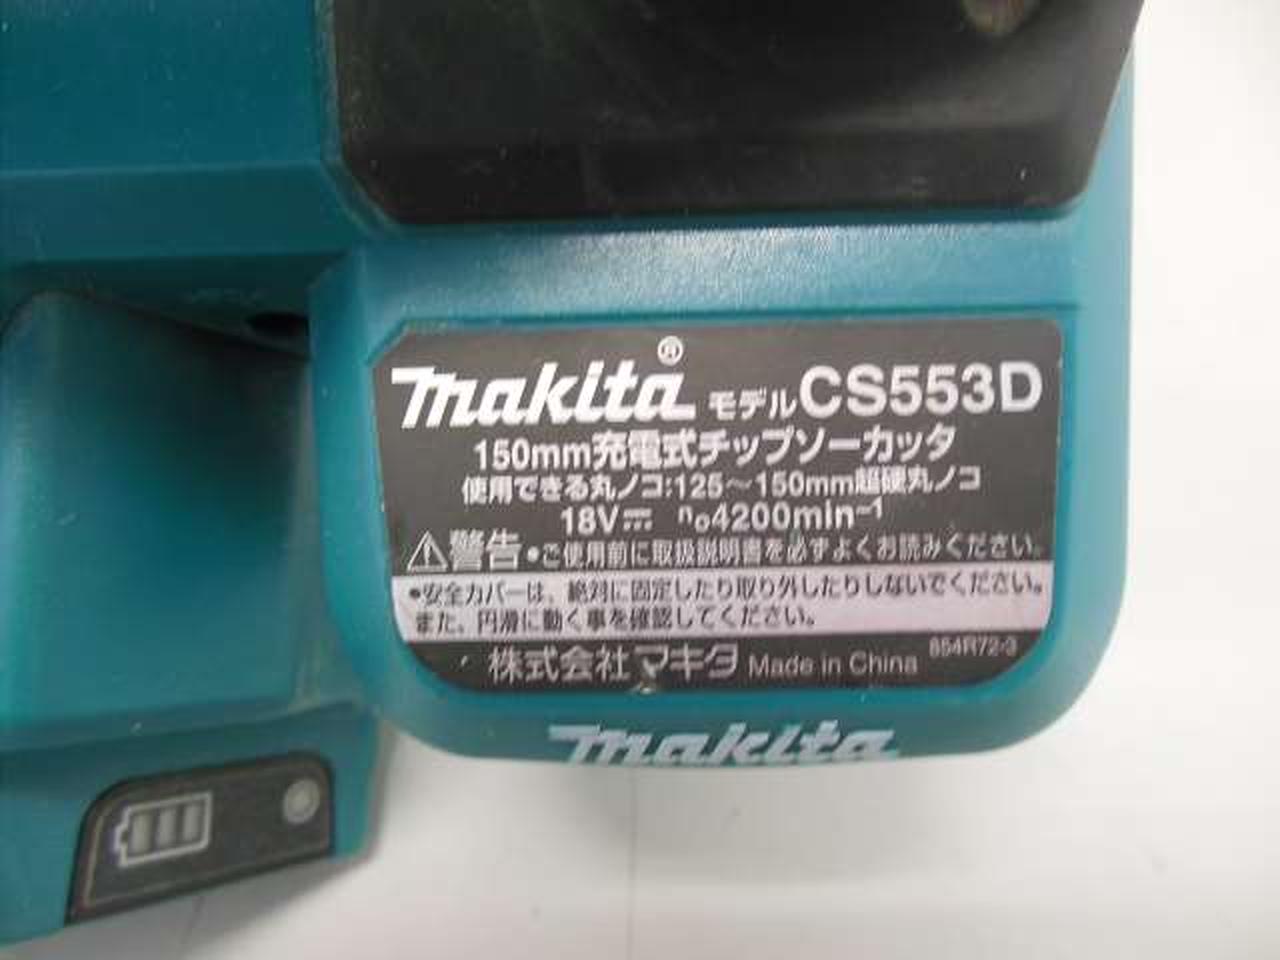 makita® モデルCS553D
150mm充電式チップソーカッタ
使用できる丸ノコ:125～150mm超硬丸ノコ
18V⎓ n₀4200min⁻¹
⚠警告・ご使用前に取扱説明書を必ずよくお読みください。
・安全カバーは、絶対に固定したり取り外したりしないでください。
また、円滑に動く事を確認してください。
854R72-3
株式会社マキタ Made in China
makita